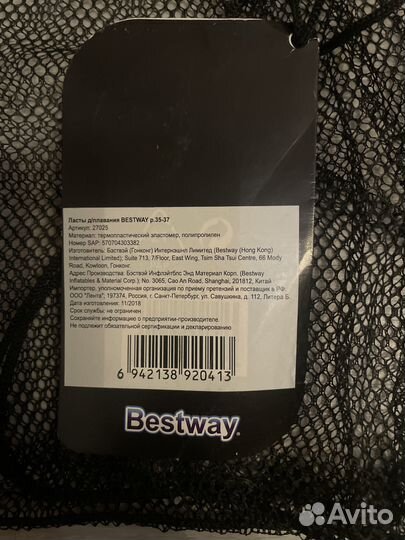 Ласты д/плавания BESTWAY р.35-37
Артикул: 27025
Материал: термопластический эластомер, полипропилен
Номер SAP: 570704303382
Изготовитель: Бэствэй (Гонконг) Интернэшнл Лимитед (Bestway (Hong Kong)
International Limited); Suite 713, 7/Floor, East Wing, Tsim Sha Tsui Centre, 66 Mody
Road, Kowloon, Гонконг
Адрес Производства: Бэствэй Инфлэйтблс Энд Материал Корп. (Bestway
Inflatables & Material Corp.); No. 3065, Cao An Road, Shanghai, 201812, Китай
Импортер, уполномоченная организация по приёму претензий и поставщик в РФ:
ООО "Лента", 197374, Россия, г. Санкт-Петербург, ул. Савушкина, д. 112, Литера Б.
Дата изготовления: 11/2018
Срок службы: не ограничен
Сохраняйте информацию о предприятии-производителе.
Не подлежит обязательной сертификации и декларированию
6 942138 920413
Bestway
Avito